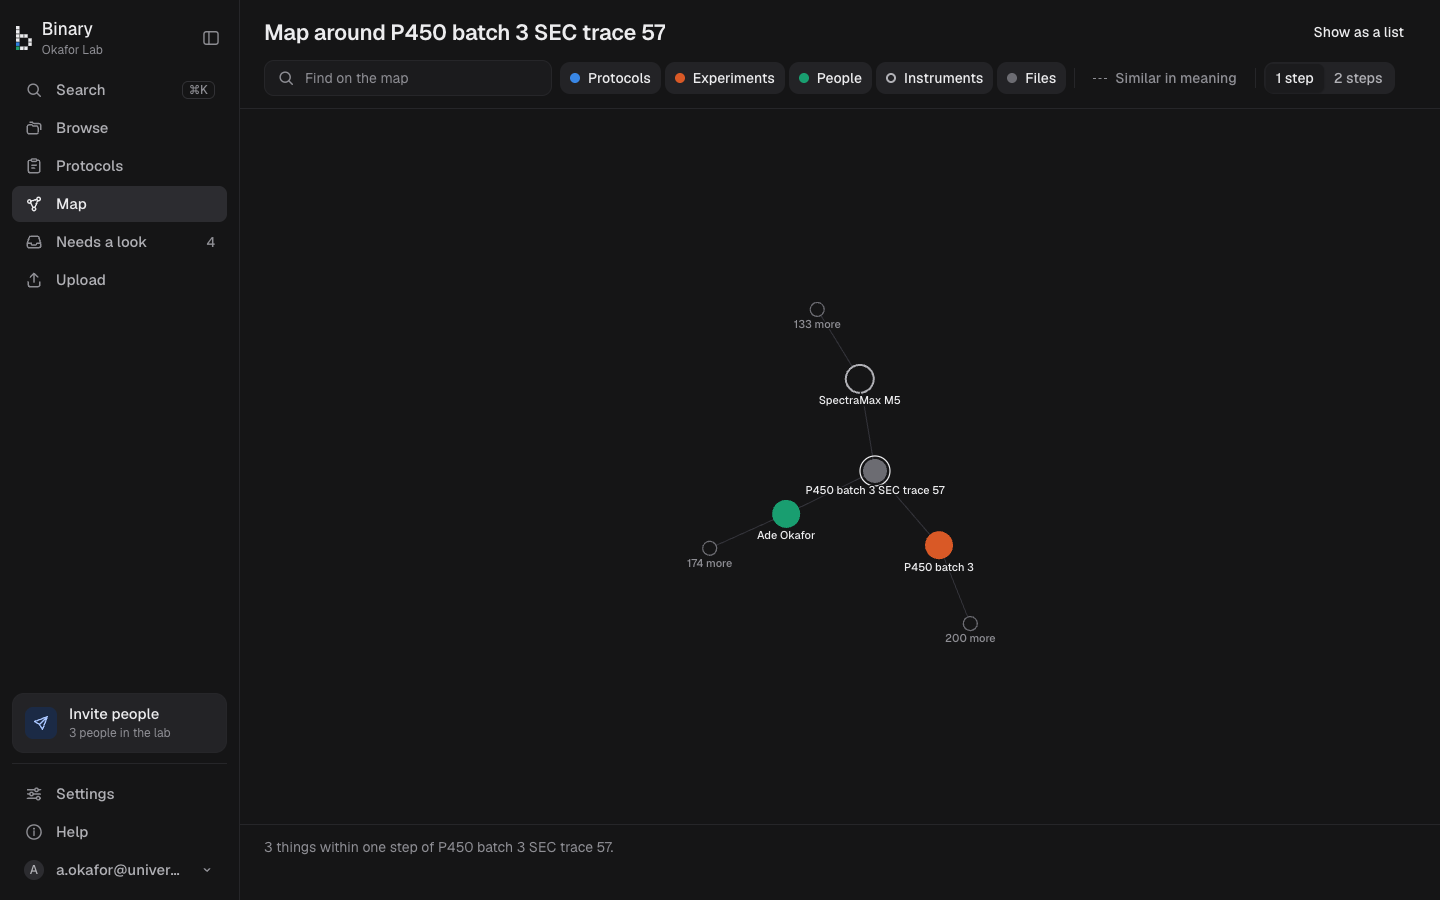 Binary
Okafor Lab
Search ⌘K
Browse
Protocols
Map
Needs a look 4
Upload
Invite people
3 people in the lab
Settings
Help
A a.okafor@univer...
Map around P450 batch 3 SEC trace 57
Show as a list
Find on the map
Protocols
Experiments
People
Instruments
Files
Similar in meaning
1 step
2 steps
133 more
SpectraMax M5
P450 batch 3 SEC trace 57
Ade Okafor
174 more
P450 batch 3
200 more
3 things within one step of P450 batch 3 SEC trace 57.